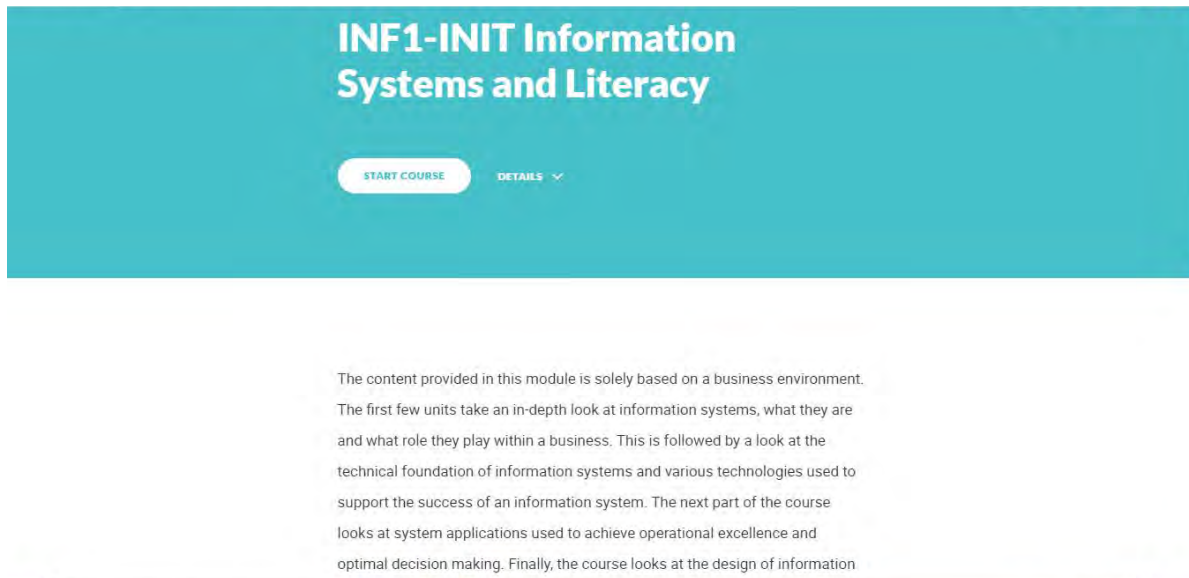 INF1-INIT Information
Systems and Literacy
START COURSE
DETAILS
The content provided in this module is solely based on a business environment.
The first few units take an in-depth look at information systems, what they are
and what role they play within a business. This is followed by a look at the
technical foundation of information systems and various technologies used to
support the success of an information system. The next part of the course
looks at system applications used to achieve operational excellence and
optimal decision making. Finally, the course looks at the design of information